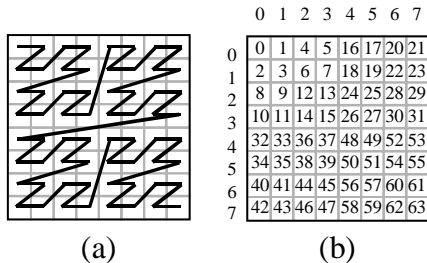 0 1 2 3 4 5 6 7
0 0 1 4 5 16 17 20 21
1 2 3 6 7 18 19 22 23
2 8 9 12 13 24 25 28 29
3 10 11 14 15 26 27 30 31
4 32 33 36 37 48 49 52 53
5 34 35 38 39 50 51 54 55
6 40 41 44 45 56 57 60 61
7 42 43 46 47 58 59 62 63
(a) (b)